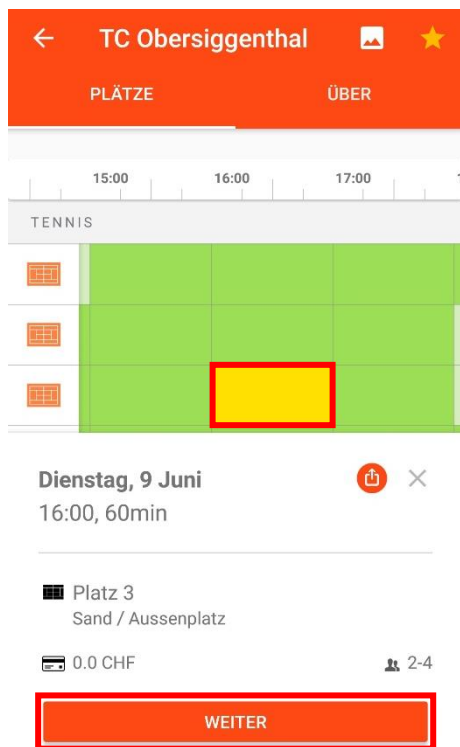 TC Obersiggenthal
PLÄTZE ÜBER
15:00 16:00 17:00
TENNIS
Dienstag, 9 Juni
16:00, 60min
Platz 3
Sand / Aussenplatz
0.0 CHF 2-4
WEITER